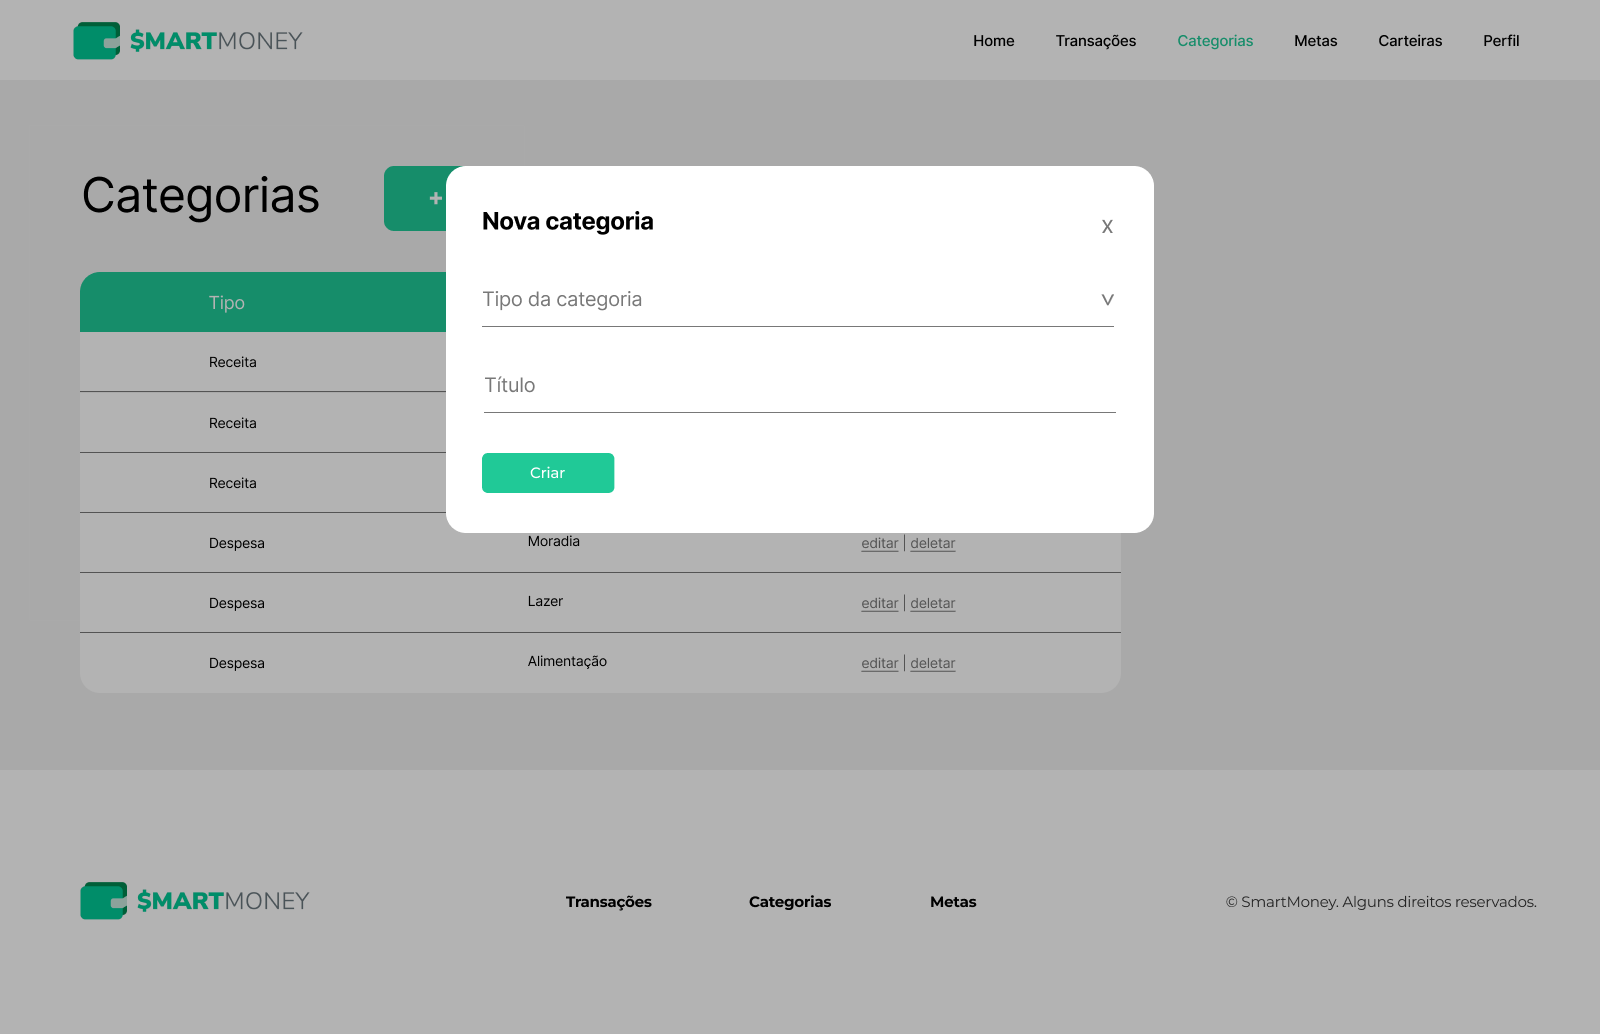 $MARTMONEY
Home Transações Categorias Metas Carteiras Perfil
Categorias
+
Nova categoria
X
Tipo da categoria
V
Título
Criar
Tipo
Receita
Receita
Receita
Despesa Moradia editar | deletar
Despesa Lazer editar | deletar
Despesa Alimentação editar | deletar
$MARTMONEY
Transações Categorias Metas
© SmartMoney. Alguns direitos reservados.